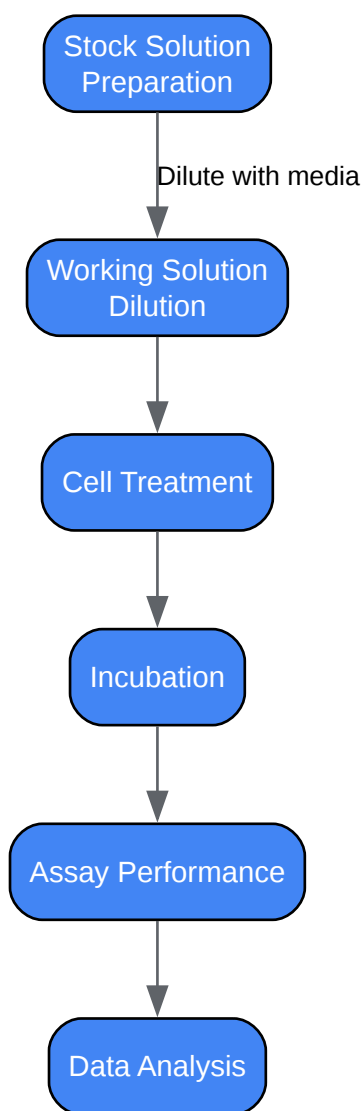 Stock Solution
Preparation
Dilute with media
Working Solution
Dilution
Cell Treatment
Incubation
Assay Performance
Data Analysis